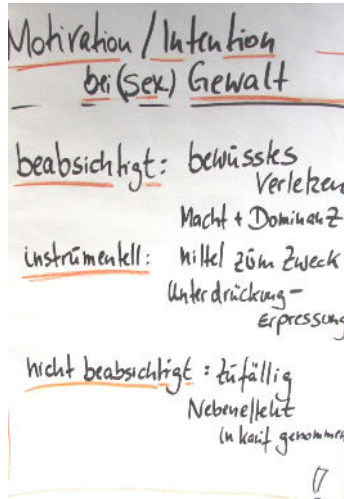 Motivation / Intention
bei (sex) Gewalt
beabsichtigt: bewusstes
Verletzen
Macht + Dominanz
instrumentell: Mittel zum Zweck
Unterdrückung-
Erpressung
nicht beabsichtigt: zufällig
Nebeneffekt
in kauf genommen
!